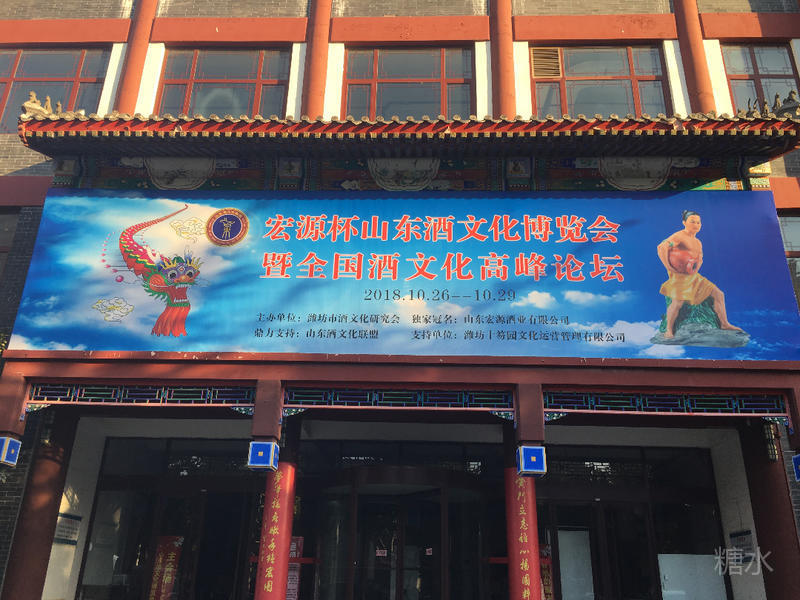 宏源杯山东酒文化博览会
暨全国酒文化高峰论坛
2018.10.26--10.29
主办单位：潍坊市酒文化研究会 独家冠名：山东宏源酒业有限公司
鼎力支持：山东酒文化联盟 支持单位：潍坊十笏园文化运营管理有限公司
糖水